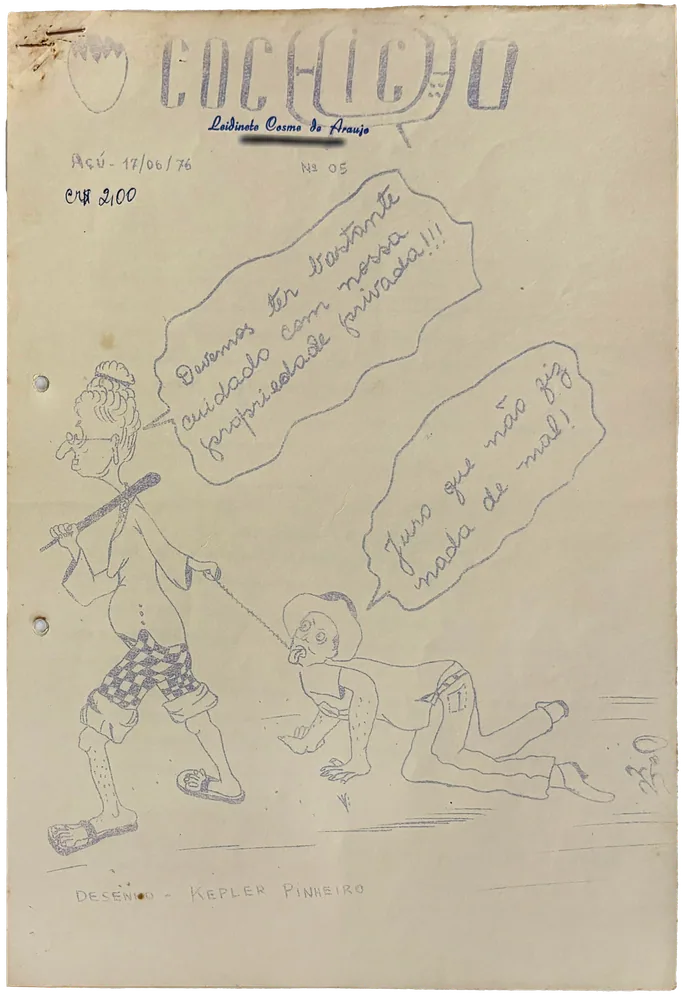 COCHICHO
Leidinete Cosme de Araujo
AÇÚ - 17/06/76
Nº 05
CR$ 2,00
Devemos ter bastante
cuidado com nossa
propriedade privada!!!
Juro que não fiz
nada de mal!
DESENHO - KEPLER PINHEIRO